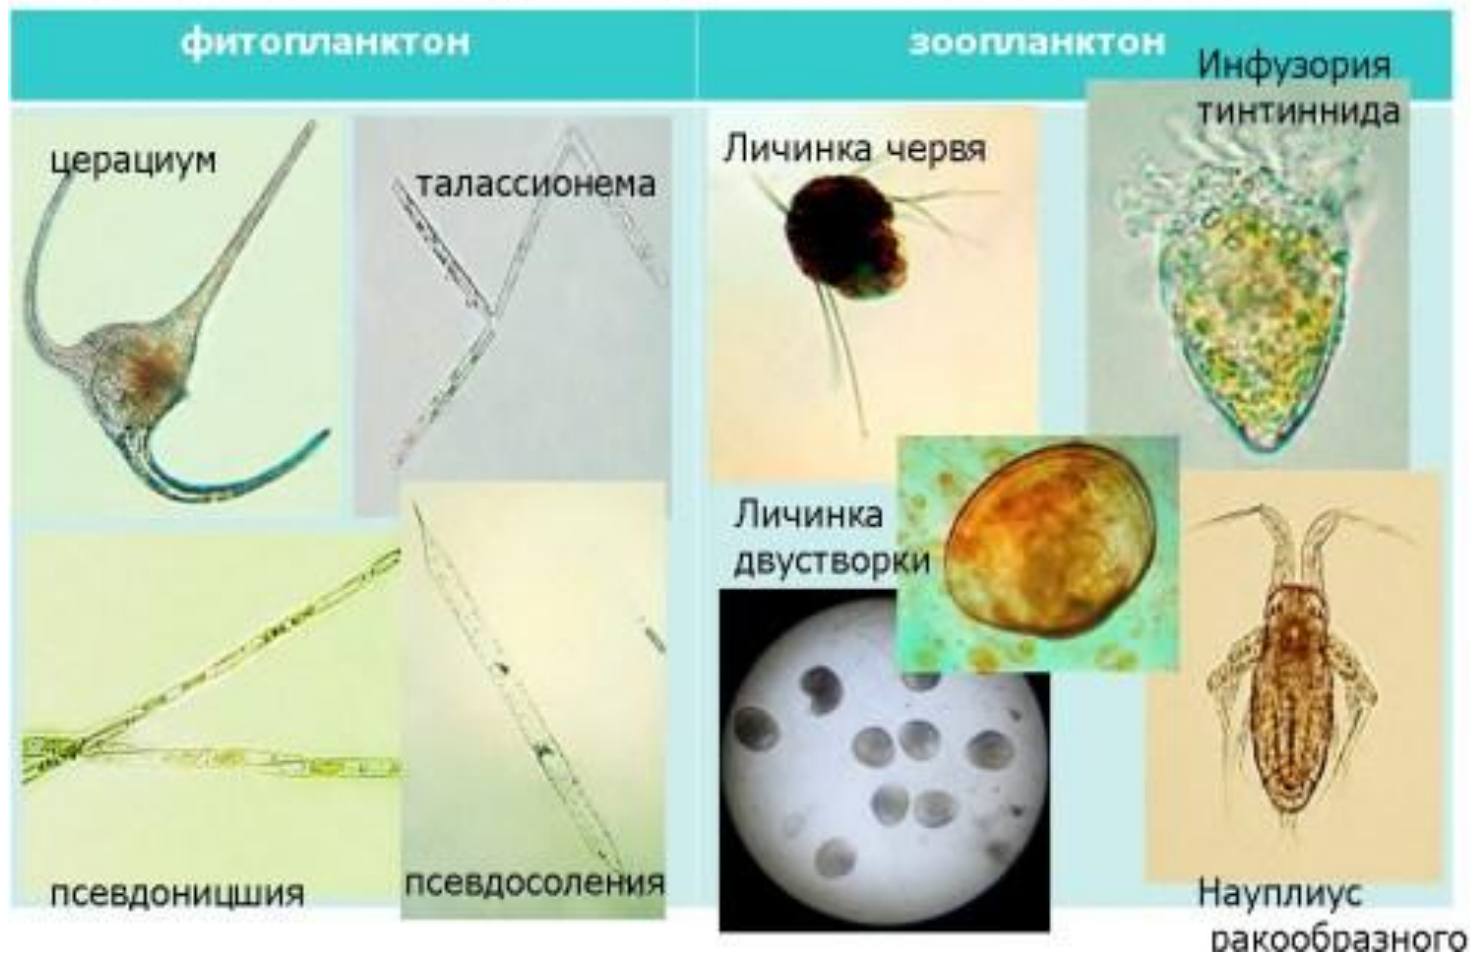 фитопланктон
зоопланктон
Инфузория
тинтиннида
церациум
талассионема
Личинка червя
Личинка
двустворки
псевдоницшия
псевдосоления
Науплиус
ракообразного